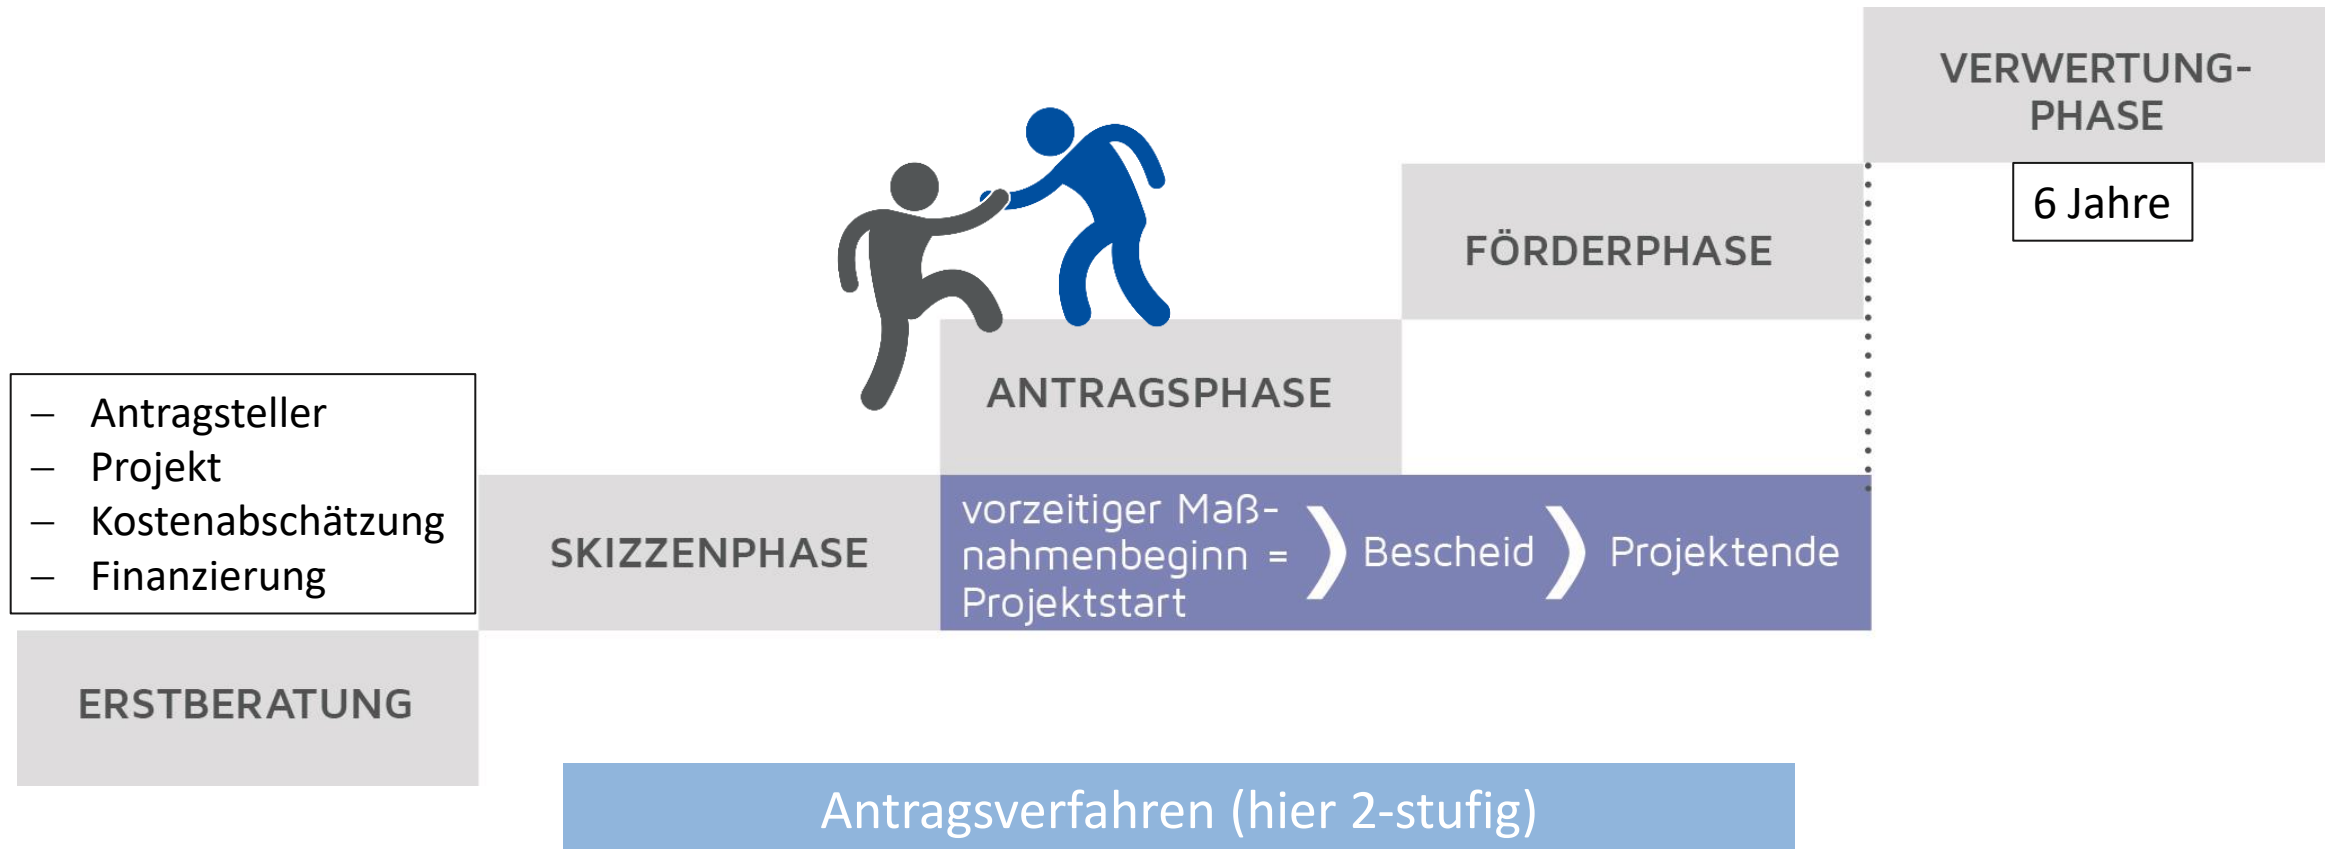 VERWERTUNG-
PHASE
6 Jahre
FÖRDERPHASE
ANTRAGSPHASE
– Antragsteller
– Projekt
– Kostenabschätzung
– Finanzierung
SKIZZENPHASE
vorzeitiger Maß-
nahmenbeginn =
Projektstart
Bescheid
Projektende
ERSTBERATUNG
Antragsverfahren (hier 2-stufig)